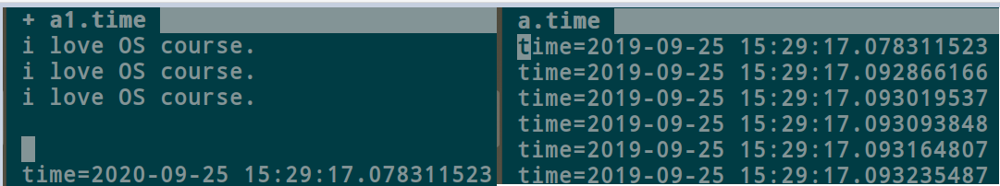 + a1.time
i love OS course.
i love OS course.
i love OS course.
time=2020-09-25 15:29:17.078311523
a.time
time=2019-09-25 15:29:17.078311523
time=2019-09-25 15:29:17.092866166
time=2019-09-25 15:29:17.093019537
time=2019-09-25 15:29:17.093093848
time=2019-09-25 15:29:17.093164807
time=2019-09-25 15:29:17.093235487